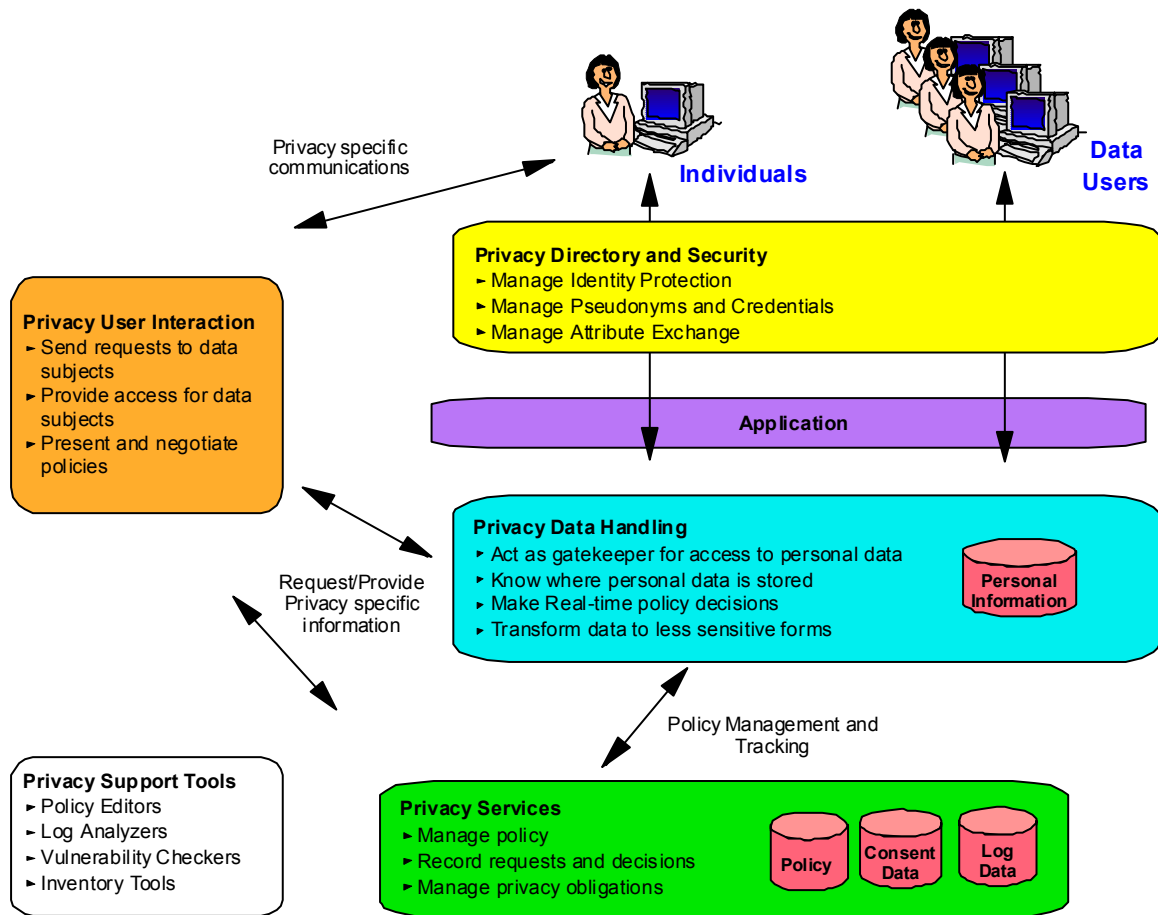 Privacy specific
communications
Individuals
Data
Users
Privacy Directory and Security
► Manage Identity Protection
► Manage Pseudonyms and Credentials
► Manage Attribute Exchange
Privacy User Interaction
► Send requests to data
subjects
► Provide access for data
subjects
► Present and negotiate
policies
Application
Privacy Data Handling
► Act as gatekeeper for access to personal data
► Know where personal data is stored
► Make Real-time policy decisions
► Transform data to less sensitive forms
Personal
Information
Request/Provide
Privacy specific
information
Policy Management and
Tracking
Privacy Support Tools
► Policy Editors
► Log Analyzers
► Vulnerability Checkers
► Inventory Tools
Privacy Services
► Manage policy
► Record requests and decisions
► Manage privacy obligations
Policy
Consent
Data
Log
Data